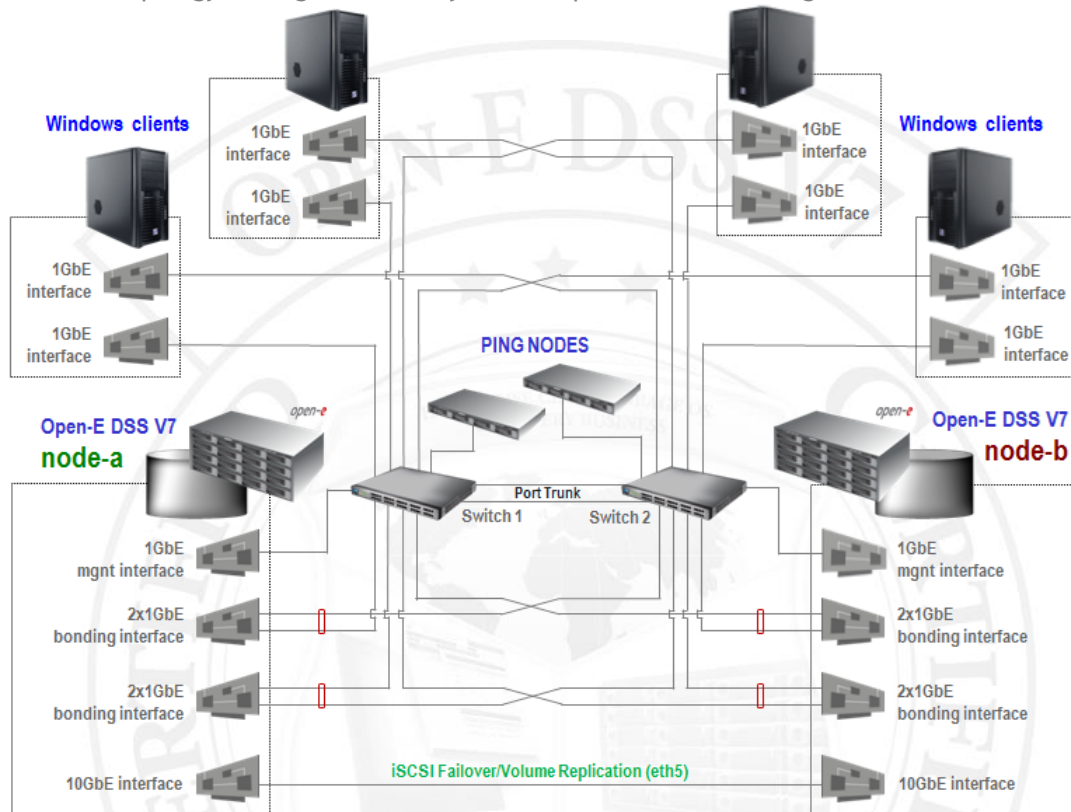 Windows clients
1GbE
interface
1GbE
interface
1GbE
interface
1GbE
interface
Windows clients
1GbE
interface
1GbE
interface
1GbE
interface
1GbE
interface
PING NODES
Open-E DSS V7
node-a
open-e
Port Trunk
Switch 1
Switch 2
open-e
Open-E DSS V7
node-b
1GbE
mgnt interface
2x1GbE
bonding interface
2x1GbE
bonding interface
10GbE interface
1GbE
mgnt interface
2x1GbE
bonding interface
2x1GbE
bonding interface
10GbE interface
iSCSI Failover/Volume Replication (eth5)
OPEN-E DSS V7